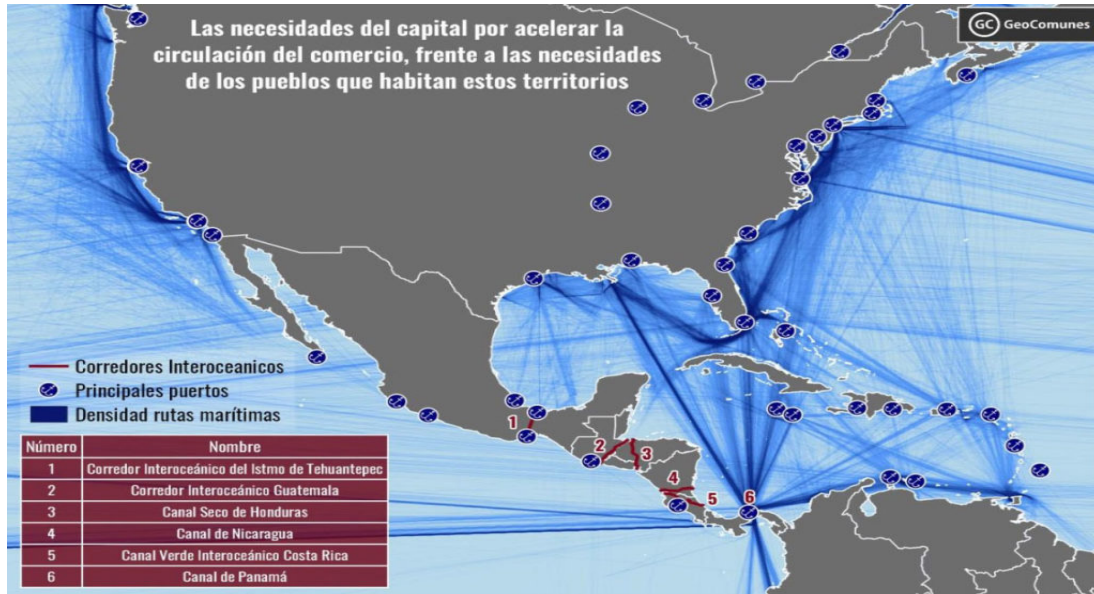 Las necesidades del capital por acelerar la
circulación del comercio, frente a las necesidades
de los pueblos que habitan estos territorios
GC GeoComunes
Corredores Interoceanicos
Principales puertos
Densidad rutas marítimas
Número Nombre
1 Corredor Interoceánico del Istmo de Tehuantepec
2 Corredor Interoceánico Guatemala
3 Canal Seco de Honduras
4 Canal de Nicaragua
5 Canal Verde Interoceánico Costa Rica
6 Canal de Panamá
1
2
3
4
5
6